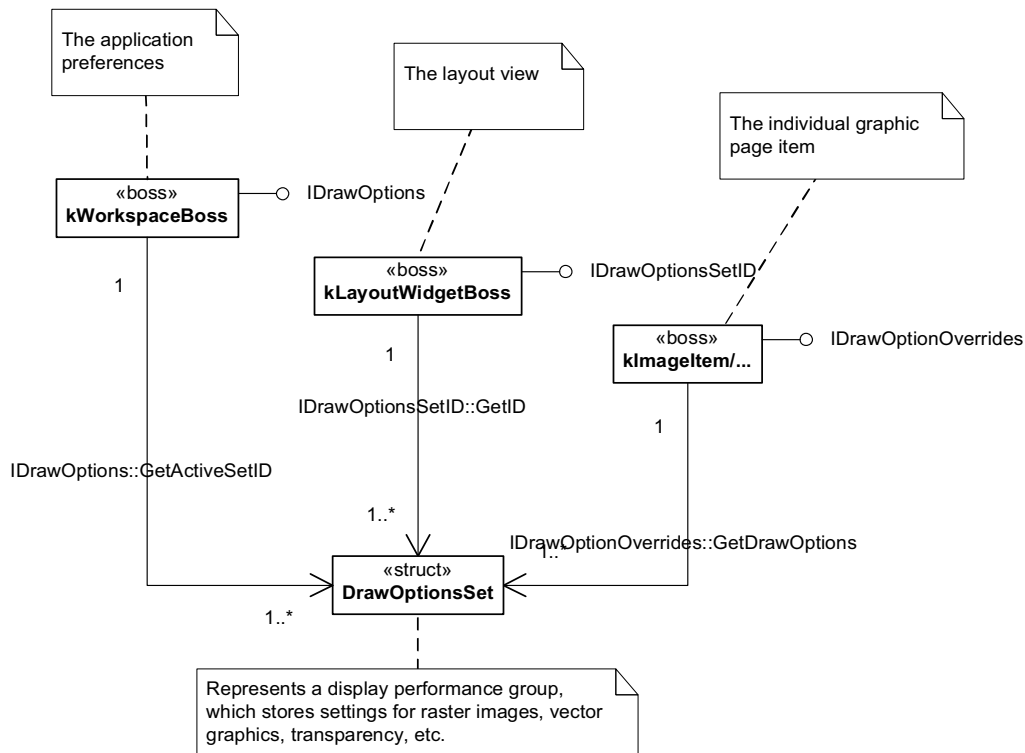 The application
preferences
The layout view
The individual graphic
page item
«boss»
kWorkspaceBoss
IDrawOptions
«boss»
kLayoutWidgetBoss
IDrawOptionsSetID
«boss»
kImageItem/...
IDrawOptionOverrides
1
1
1
IDrawOptionsSetID::GetID
IDrawOptions::GetActiveSetID
1..*
IDrawOptionOverrides::GetDrawOptions
1..*
«struct»
DrawOptionsSet
1..*
Represents a display performance group,
which stores settings for raster images, vector
graphics, transparency, etc.